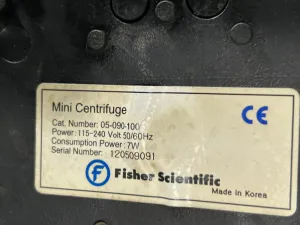 Mini Centrifuge
CE
Cat. Number: 05-090-100
Power: 115-240 Volt 50/60Hz
Consumption Power: 7W
Serial Number: 120509091
f Fisher Scientific
Made in Korea